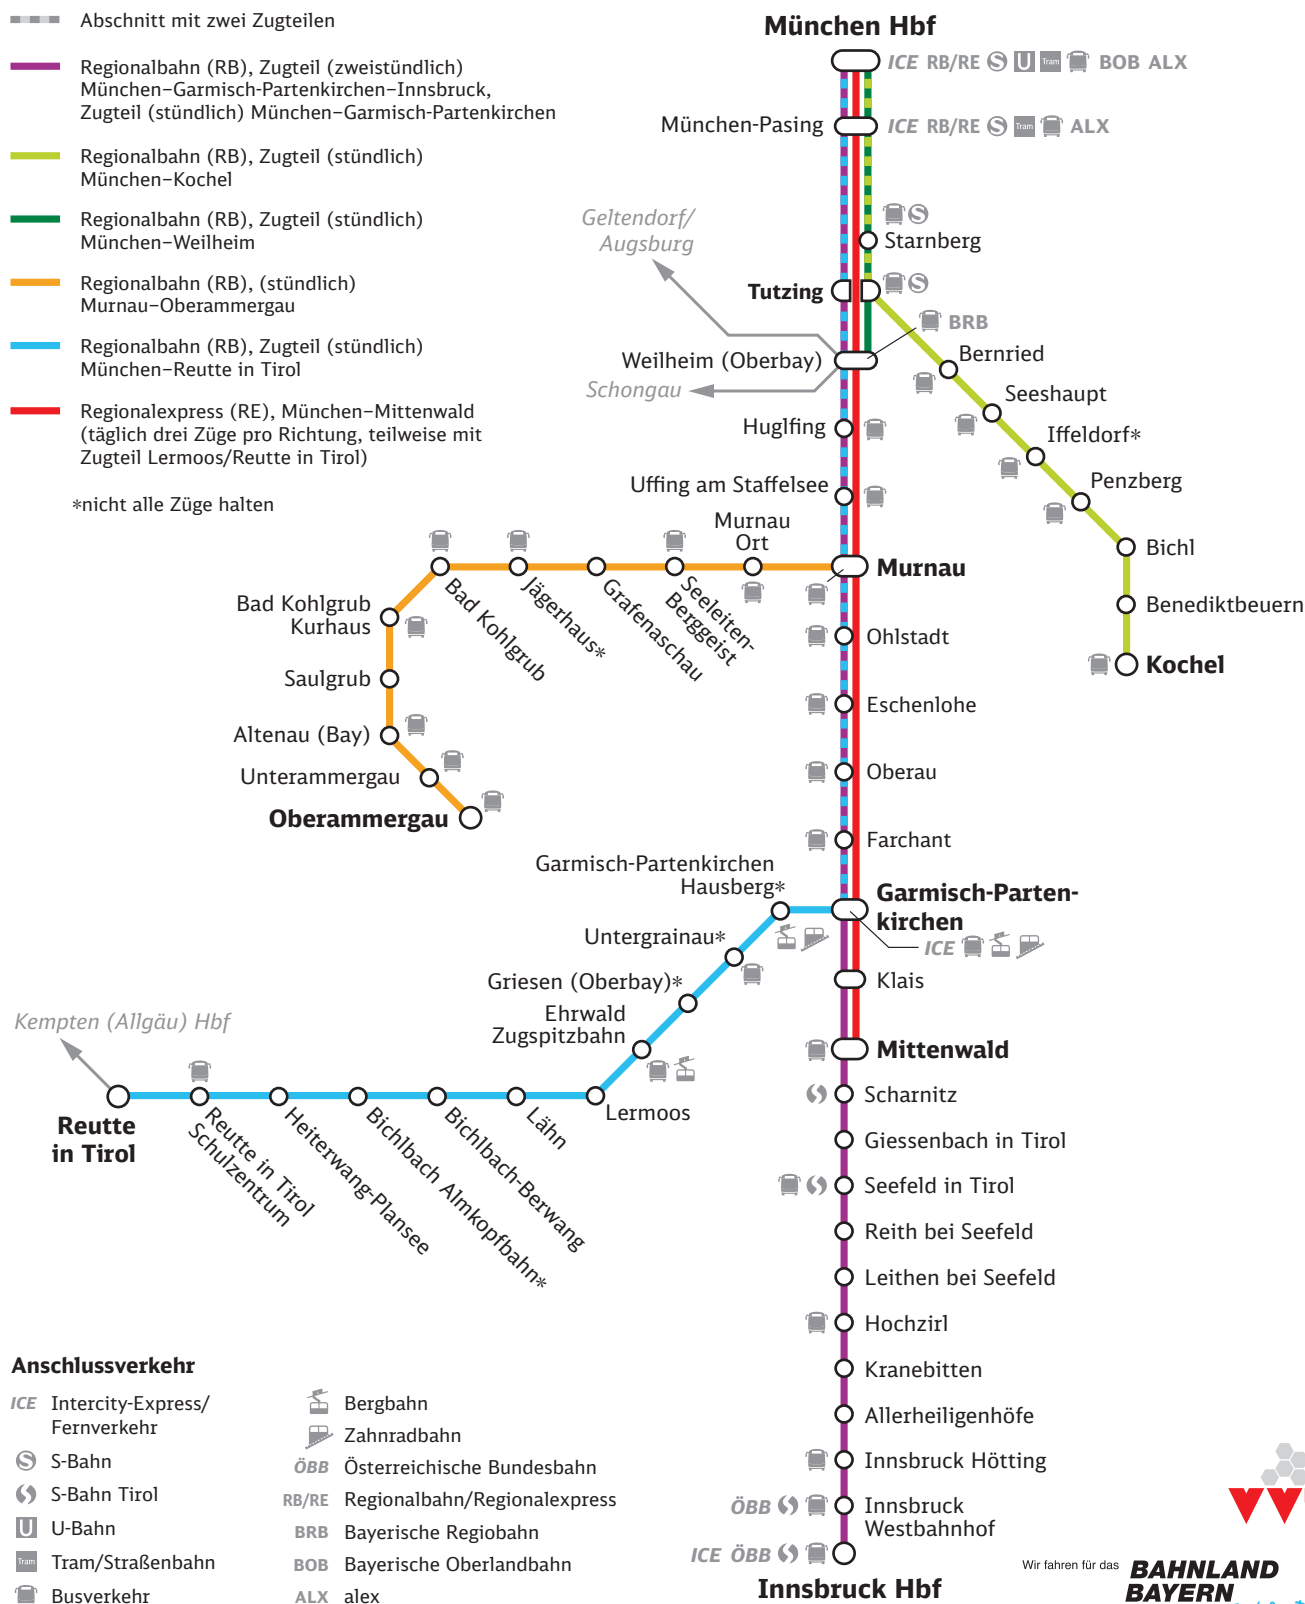 Abschnitt mit zwei Zugteilen
Regionalbahn (RB), Zugteil (zweistündlich)
München–Garmisch-Partenkirchen–Innsbruck,
Zugteil (stündlich) München–Garmisch-Partenkirchen
Regionalbahn (RB), Zugteil (stündlich)
München–Kochel
Regionalbahn (RB), Zugteil (stündlich)
München–Weilheim
Regionalbahn (RB), (stündlich)
Murnau–Oberammergau
Regionalbahn (RB), Zugteil (stündlich)
München–Reutte in Tirol
Regionalexpress (RE), München–Mittenwald
(täglich drei Züge pro Richtung, teilweise mit
Zugteil Lermoos/Reutte in Tirol)
*nicht alle Züge halten
München Hbf
ICE RB/RE S U Tram BOB ALX
München-Pasing
ICE RB/RE S Tram ALX
Geltendorf/
Augsburg
S
Starnberg
Tutzing
S
BRB
Weilheim (Oberbay)
Schongau
Bernried
Seeshaupt
Iffeldorf*
Penzberg
Bichl
Benediktbeuern
Kochel
Huglfing
Uffing am Staffelsee
Murnau
Ort
Murnau
Seeleiten-
Berggeist
Grafenaschau
Jägerhaus*
Bad Kohlgrub
Bad Kohlgrub
Kurhaus
Saulgrub
Altenau (Bay)
Unterammergau
Oberammergau
Ohlstadt
Eschenlohe
Oberau
Farchant
Garmisch-Parten-
kirchen
ICE
Garmisch-Partenkirchen
Hausberg*
Untergrainau*
Griesen (Oberbay)*
Ehrwald
Zugspitzbahn
Lermoos
Lähn
Bichlbach-Berwang
Bichlbach Almkopfbahn*
Heiterwang-Plansee
Reutte in Tirol
Schulzentrum
Reutte
in Tirol
Kempten (Allgäu) Hbf
Klais
Mittenwald
Scharnitz
Giessenbach in Tirol
Seefeld in Tirol
Reith bei Seefeld
Leithen bei Seefeld
Hochzirl
Kranebitten
Allerheiligenhöfe
Innsbruck Hötting
ÖBB
Innsbruck
Westbahnhof
ICE ÖBB
Innsbruck Hbf
Anschlussverkehr
ICE Intercity-Express/
Fernverkehr
S S-Bahn
S-Bahn Tirol
U U-Bahn
Tram Tram/Straßenbahn
Busverkehr
Bergbahn
Zahnradbahn
ÖBB Österreichische Bundesbahn
RB/RE Regionalbahn/Regionalexpress
BRB Bayerische Regiobahn
BOB Bayerische Oberlandbahn
ALX alex
Wir fahren für das
BAHNLAND
BAYERN